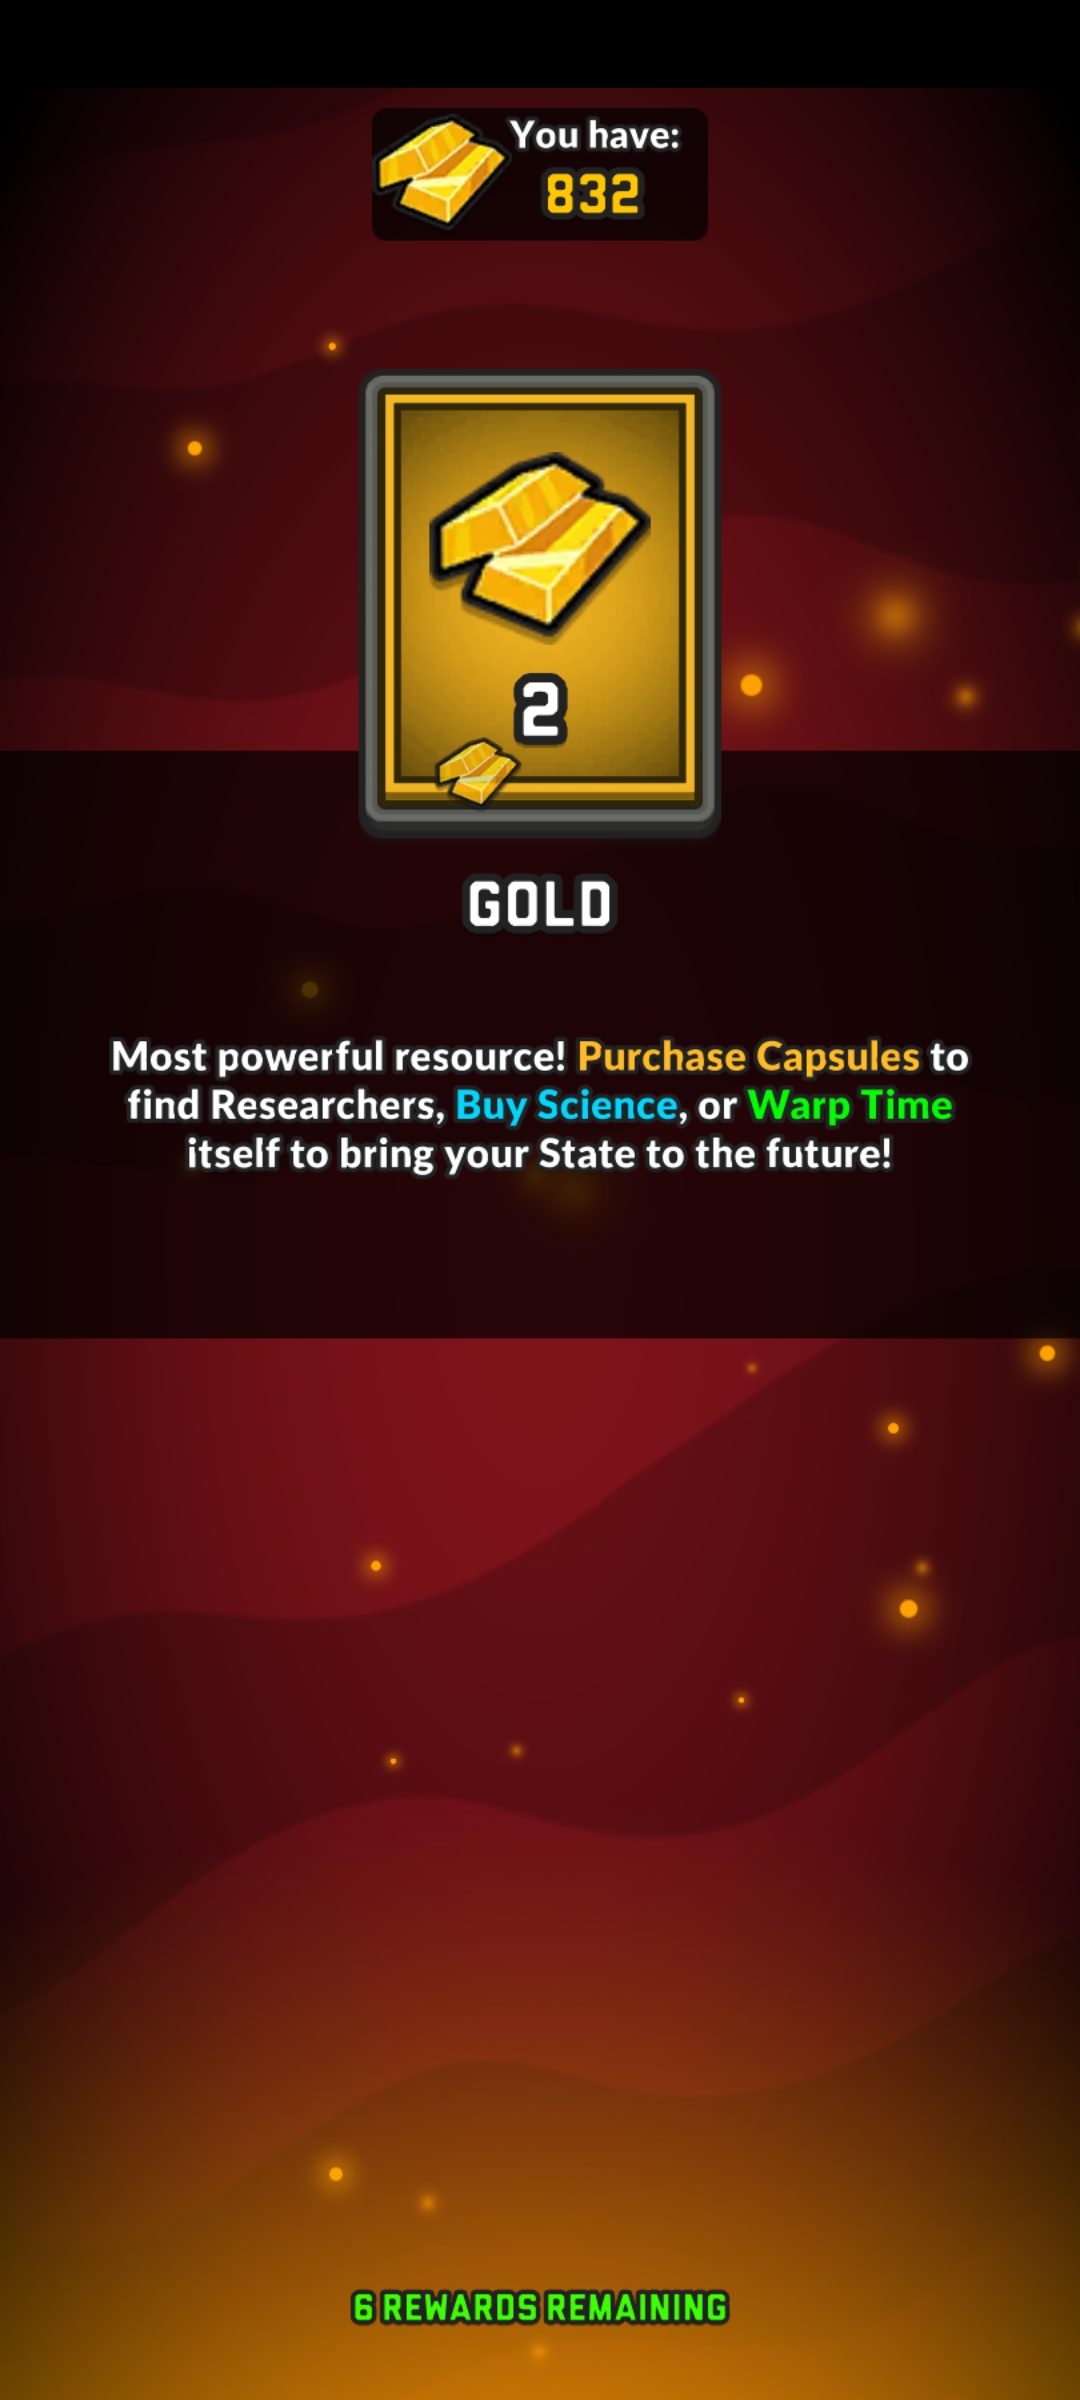 You have:
832
2
GOLD
Most powerful resource! Purchase Capsules to
find Researchers, Buy Science, or Warp Time
itself to bring your State to the future!
6 REWARDS REMAINING